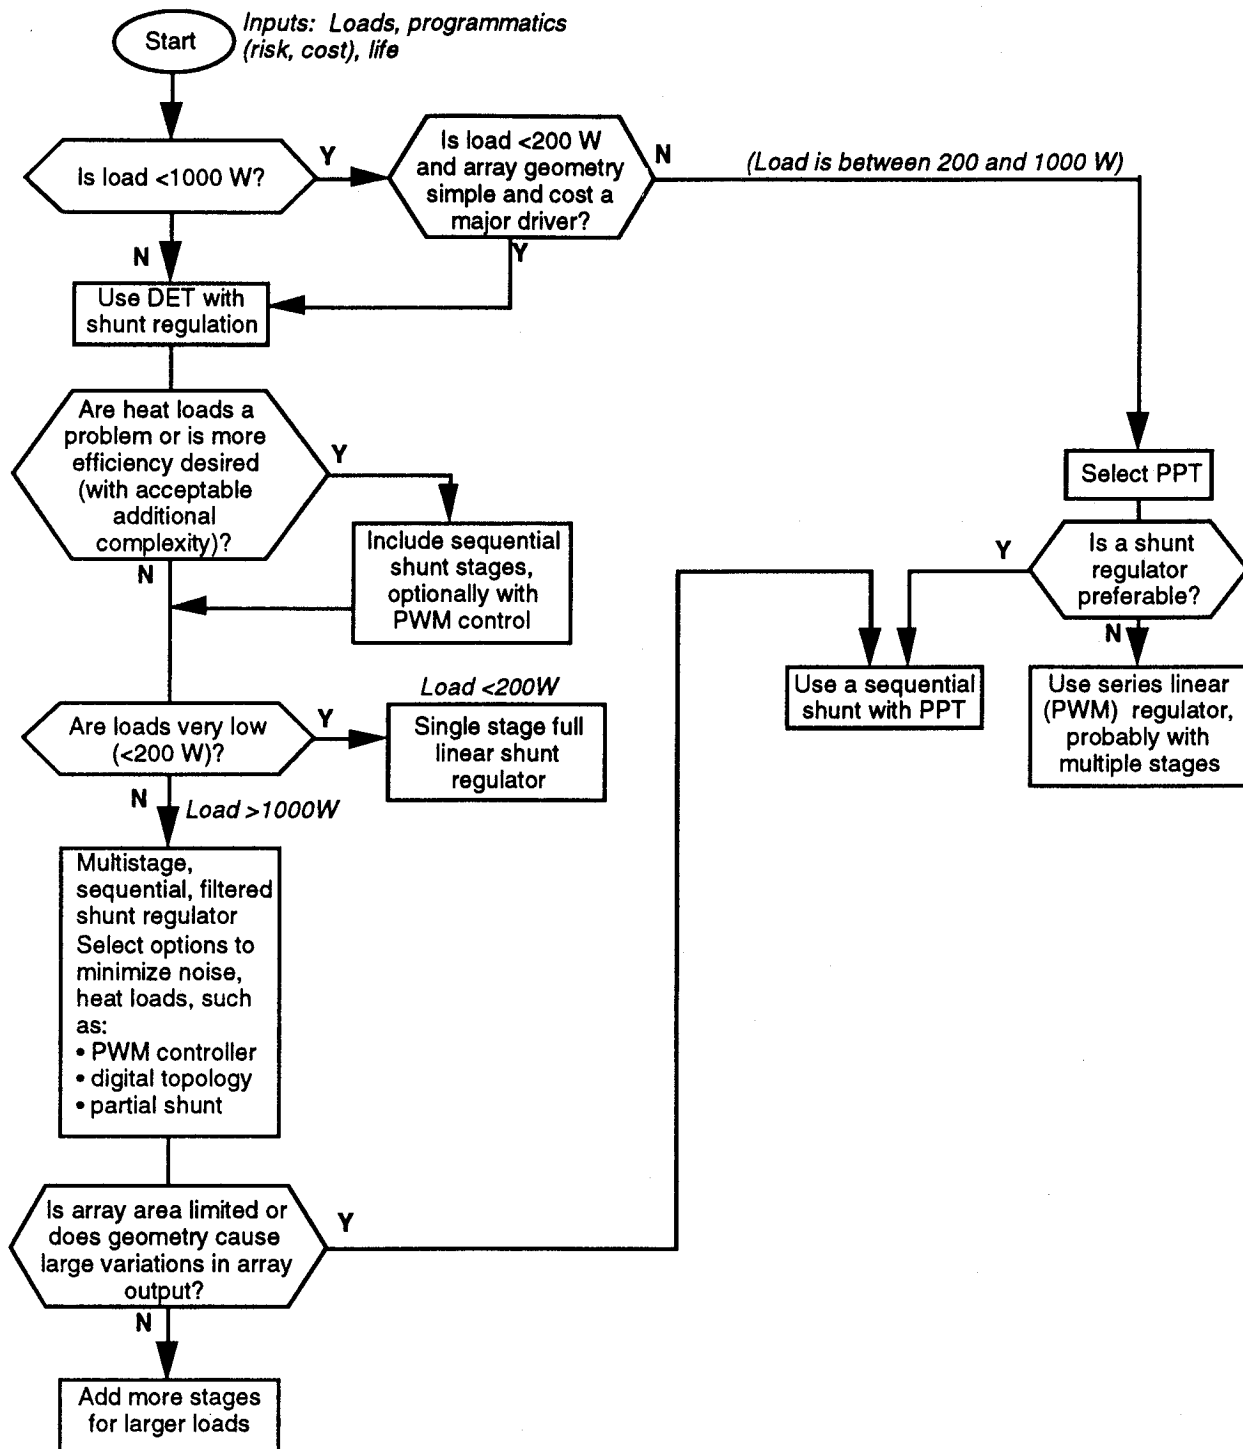 Start
Inputs: Loads, programmatics
(risk, cost), life
Is load <1000 W?
Y
N
Is load <200 W
and array geometry
simple and cost a
major driver?
N
Y
(Load is between 200 and 1000 W)
Use DET with
shunt regulation
Are heat loads a
problem or is more
efficiency desired
(with acceptable
additional
complexity)?
Y
N
Include sequential
shunt stages,
optionally with
PWM control
Select PPT
Is a shunt
regulator
preferable?
Y
N
Use a sequential
shunt with PPT
Use series linear
(PWM) regulator,
probably with
multiple stages
Are loads very low
(<200 W)?
Y
N
Load <200W
Single stage full
linear shunt
regulator
Load >1000W
Multistage,
sequential, filtered
shunt regulator
Select options to
minimize noise,
heat loads, such
as:
• PWM controller
• digital topology
• partial shunt
Is array area limited or
does geometry cause
large variations in array
output?
Y
N
Add more stages
for larger loads